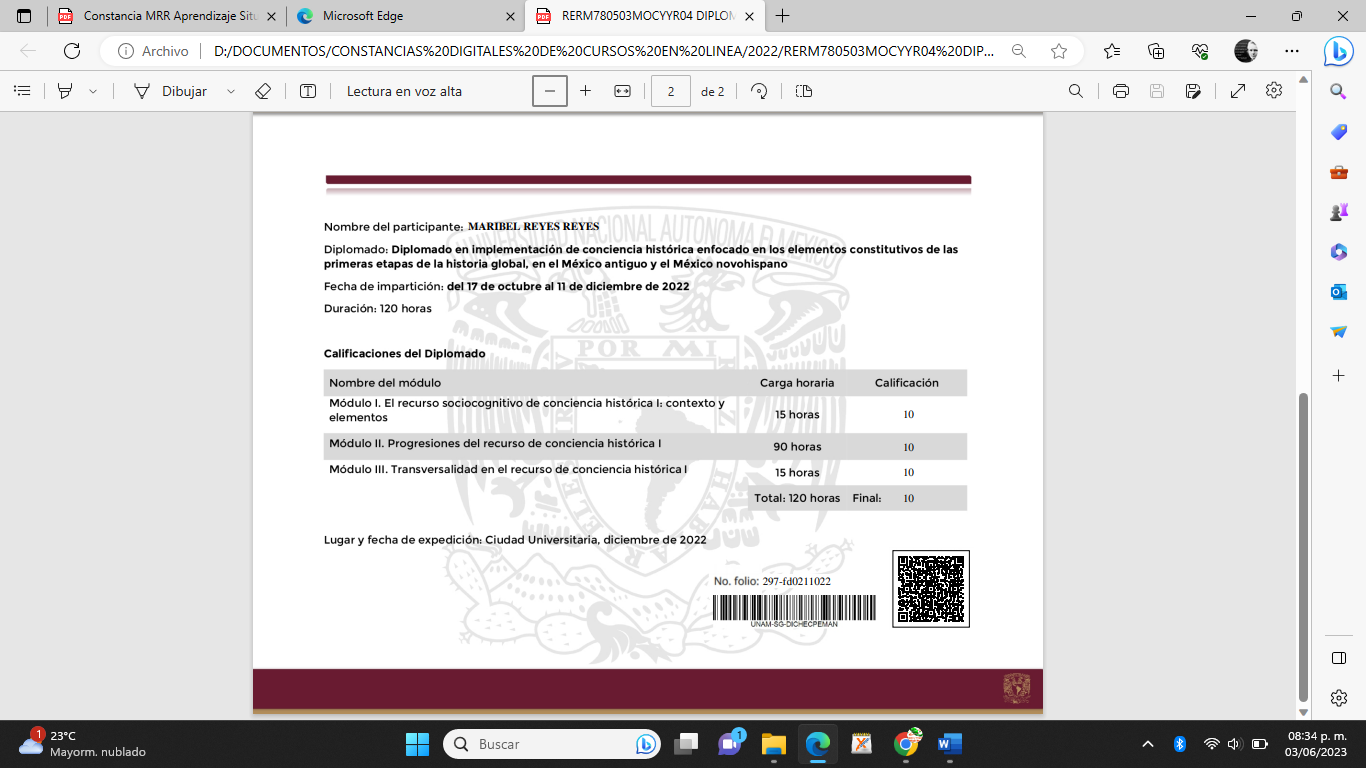 Constancia MRR Aprendizaje Situ
Microsoft Edge
RERM780503MOCYYR04 DIPLOM
Archivo
D:/DOCUMENTOS/CONSTANCIAS%20DIGITALES%20DE%20CURSOS%20EN%20LINEA/2022/RERM780503MOCYYR04%20DIP...
Dibujar
Lectura en voz alta
2
de 2
UNIVERSIDAD NACIONAL AUTONOMA
Nombre del participante: MARIBEL REYES REYES
Diplomado: Diplomado en implementación de conciencia histórica enfocado en los elementos constitutivos de las
primeras etapas de la historia global, en el México antiguo y el México novohispano
Fecha de impartición: del 17 de octubre al 11 de diciembre de 2022
Duración: 120 horas
POR MI
Calificaciones del Diplomado
Nombre del módulo Carga horaria Calificación
Módulo I. El recurso sociocognitivo de conciencia histórica I: contexto y
elementos
15 horas 10
Módulo II. Progresiones del recurso de conciencia histórica I 90 horas 10
Módulo III. Transversalidad en el recurso de conciencia histórica I 15 horas 10
Total: 120 horas Final: 10
Lugar y fecha de expedición: Ciudad Universitaria, diciembre de 2022
No. folio: 297-fd0211022
UNAM-SG-DICHECPEMAN
1
23°C
Mayorm. nublado
Buscar
1
08:34 p. m.
03/06/2023